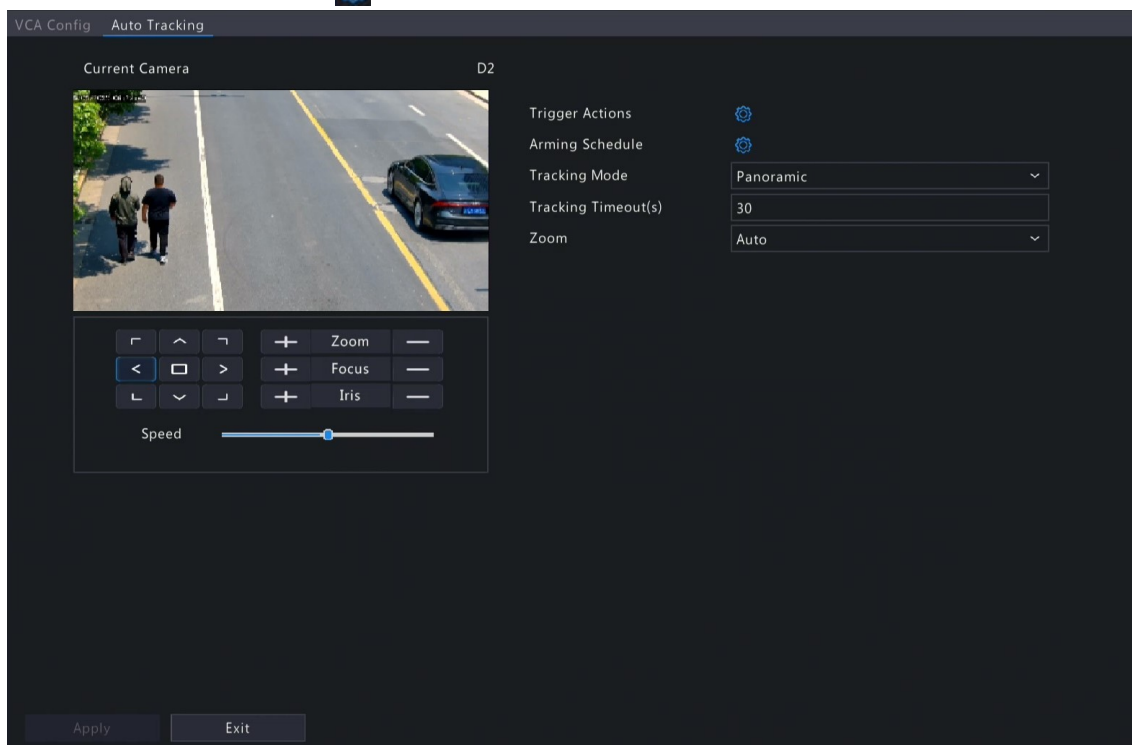 VCA Config Auto Tracking
Current Camera D2
Trigger Actions
Arming Schedule
Tracking Mode Panoramic
Tracking Timeout(s) 30
Zoom Auto
Zoom
Focus
Iris
Speed
Apply Exit